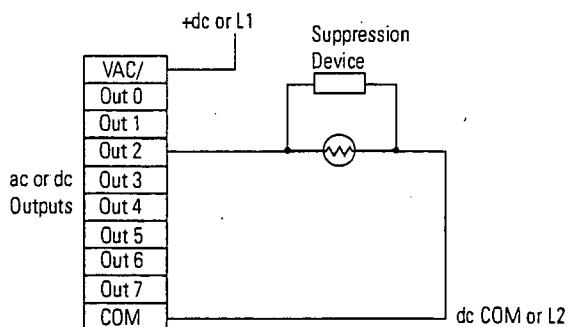 +dc or L1
Suppression
Device
VAC/
Out 0
Out 1
Out 2
Out 3
Out 4
Out 5
Out 6
Out 7
COM
ac or dc
Outputs
dc COM or L2